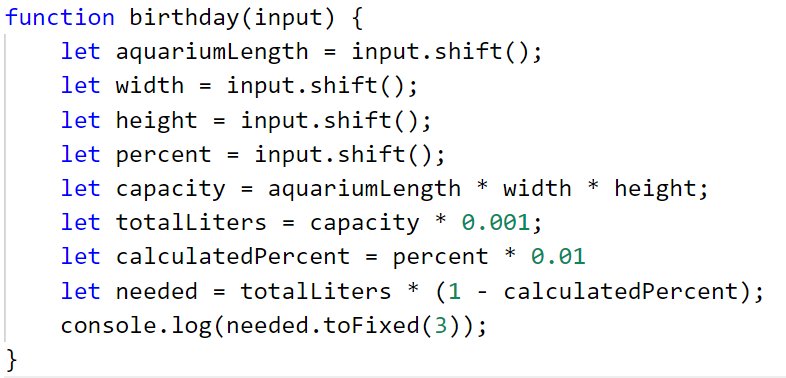 function birthday(input) {
    let aquariumLength = input.shift();
    let width = input.shift();
    let height = input.shift();
    let percent = input.shift();
    let capacity = aquariumLength * width * height;
    let totalLiters = capacity * 0.001;
    let calculatedPercent = percent * 0.01
    let needed = totalLiters * (1 - calculatedPercent);
    console.log(needed.toFixed(3));
}